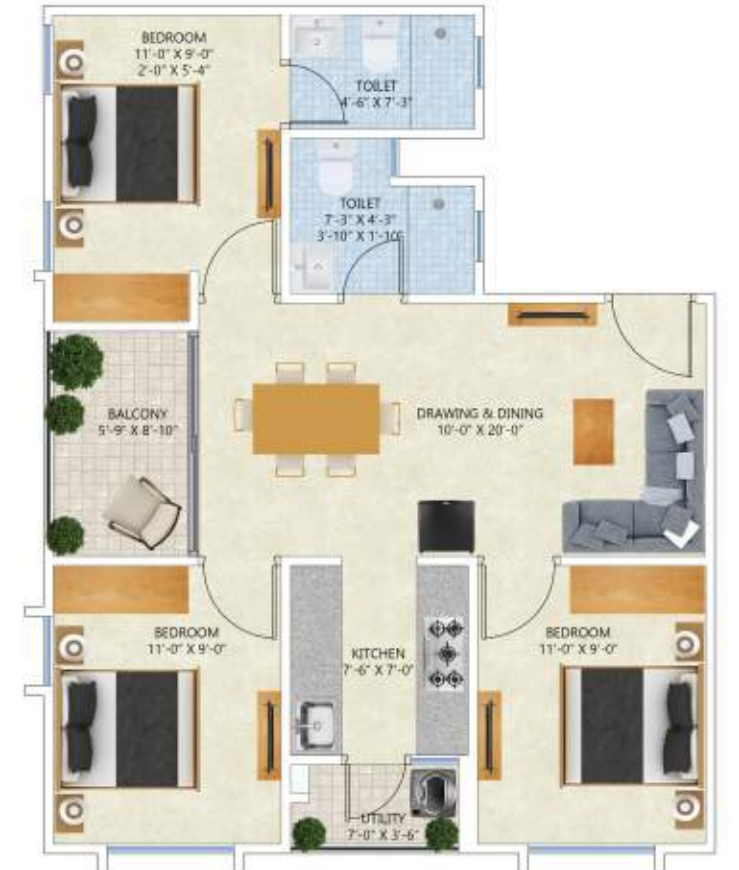 BEDROOM
11'-0" X 9'-0"
2'-0" X 5'-4"
TOILET
4'-6" X 7'-3"
TOILET
7'-3" X 4'-3"
3'-10" X 1'-10"
BALCONY
5'-9" X 8'-10"
DRAWING & DINING
10'-0" X 20'-0"
BEDROOM
11'-0" X 9'-0"
KITCHEN
7'-6" X 7'-0"
BEDROOM
11'-0" X 9'-0"
UTILITY
7'-0" X 3'-6"